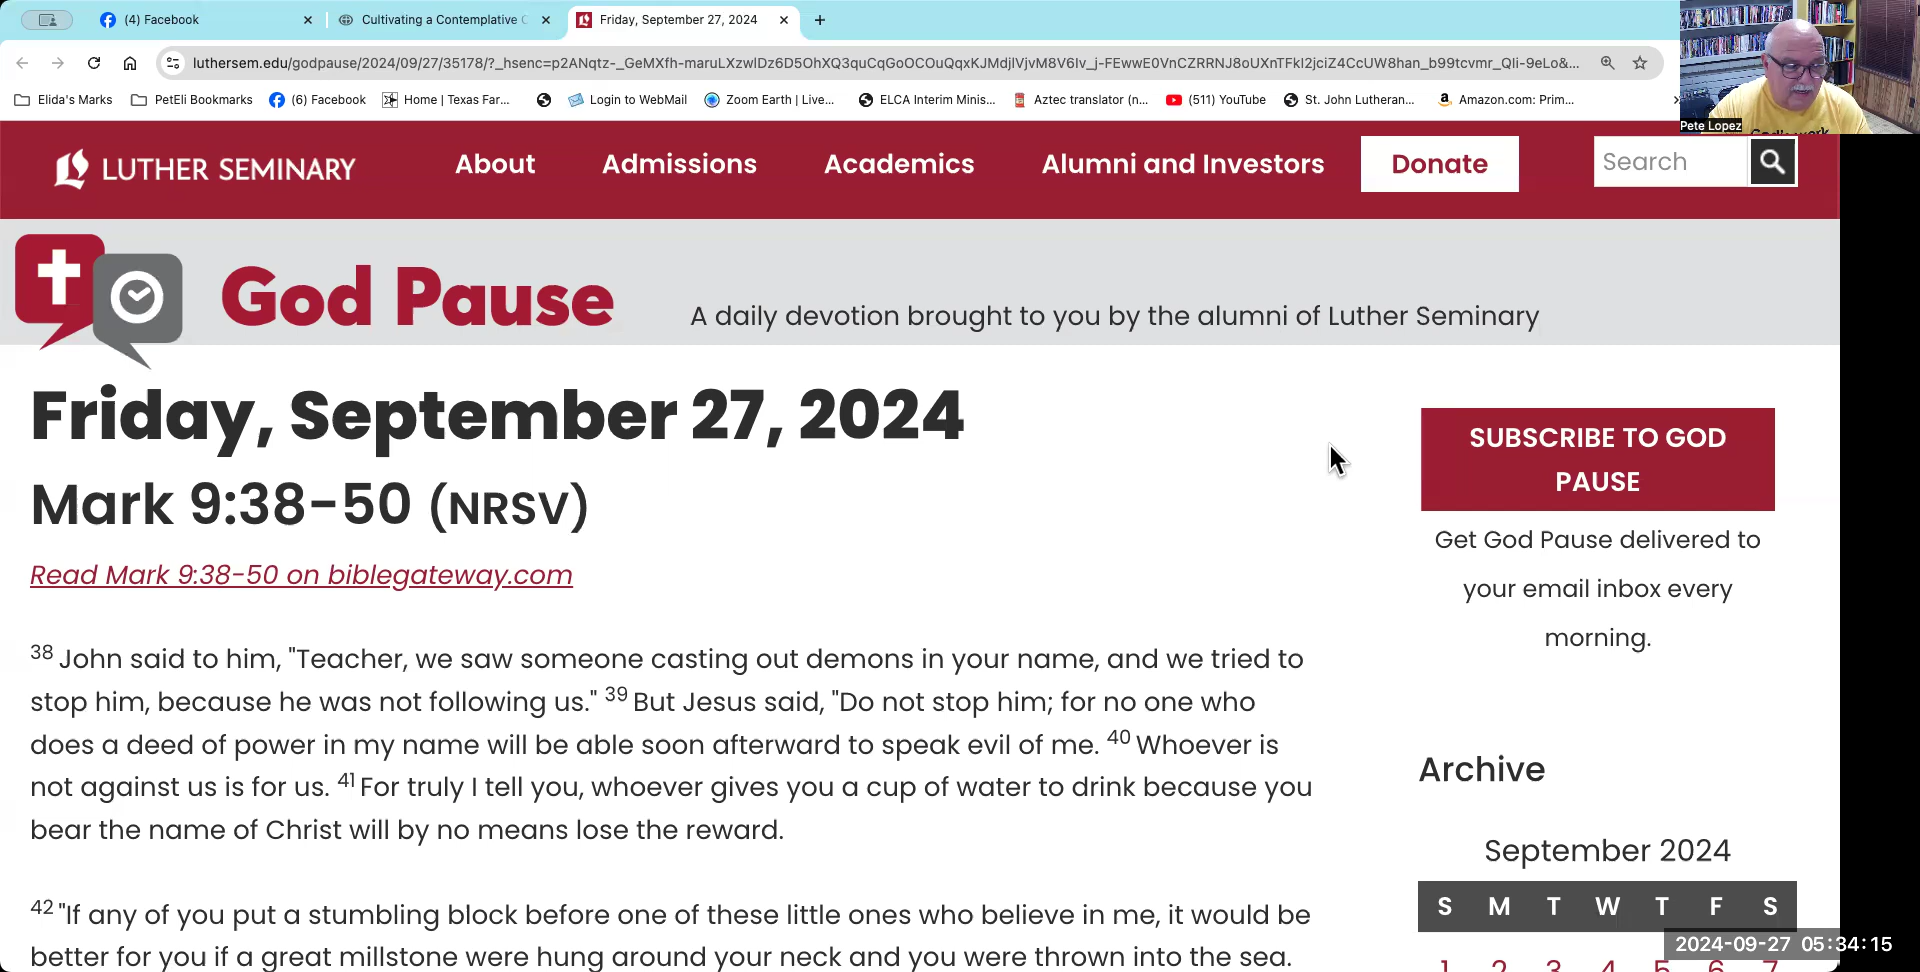 (4) Facebook
Cultivating a Contemplative
Friday, September 27, 2024
luthersem.edu/godpause/2024/09/27/35178/?_hsenc=
Elida's Marks
PetEli Bookmarks
(6) Facebook
Home | Texas Far...
Login to WebMail
Zoom Earth | Live...
ELCA Interim Minis...
Aztec translator (n...
(511) YouTube
St. John Lutheran...
Amazon.com: Prim...
Pete Lopez
LUTHER SEMINARY
About
Admissions
Academics
Alumni and Investors
Donate
Search
God Pause
A daily devotion brought to you by the alumni of Luther Seminary
Friday, September 27, 2024
Mark 9:38-50 (NRSV)
Read Mark 9:38-50 on biblegateway.com
38 John said to him, "Teacher, we saw someone casting out demons in your name, and we tried to
stop him, because he was not following us." 39 But Jesus said, "Do not stop him; for no one who
does a deed of power in my name will be able soon afterward to speak evil of me. 40 Whoever is
not against us is for us. 41 For truly I tell you, whoever gives you a cup of water to drink because you
bear the name of Christ will by no means lose the reward.
42 "If any of you put a stumbling block before one of these little ones who believe in me, it would be
better for you if a great millstone were hung around your neck and you were thrown into the sea.
SUBSCRIBE TO GOD
PAUSE
Get God Pause delivered to
your email inbox every
morning.
Archive
September 2024
S M T W T F S
1 2 3 4 5 6 7
2024-09-27 05:34:15